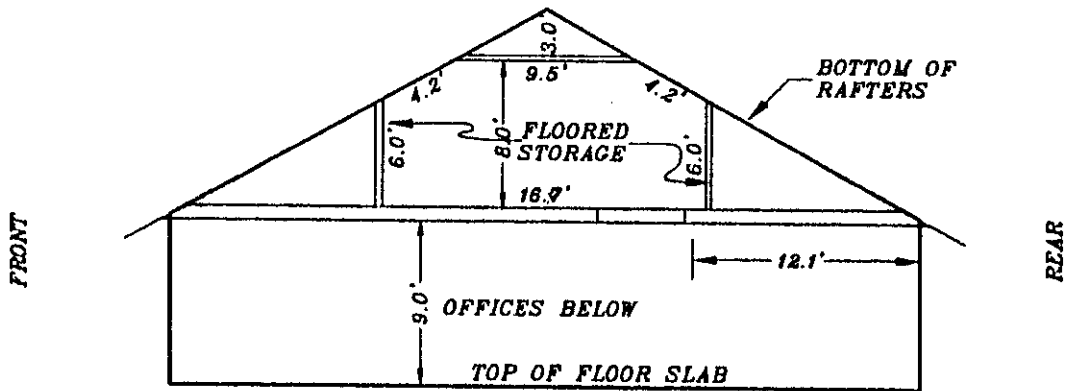 3.0
9.5'
4.2'
4.2'
BOTTOM OF
RAFTERS
6.0'
8.0'
FLOORED
STORAGE
6.0'
16.7'
FRONT
REAR
12.1'
9.0'
OFFICES BELOW
TOP OF FLOOR SLAB